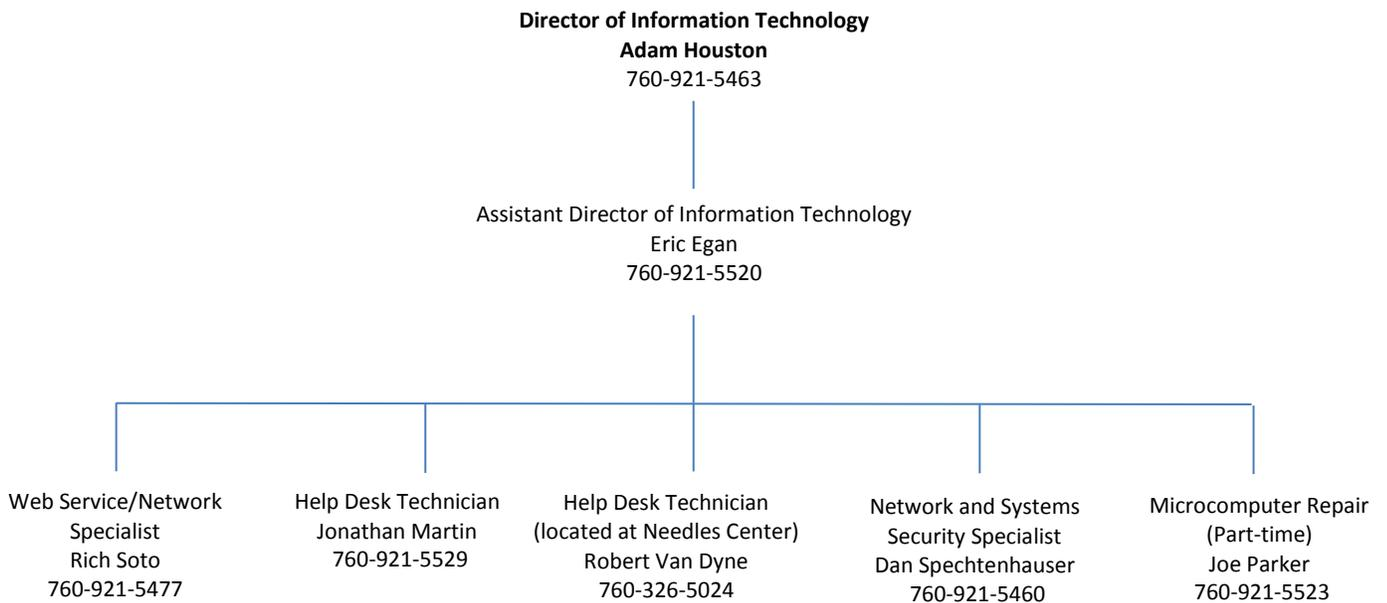 Director of Information Technology
Adam Houston
760-921-5463
Assistant Director of Information Technology
Eric Egan
760-921-5520
Web Service/Network
Specialist
Rich Soto
760-921-5477
Help Desk Technician
Jonathan Martin
760-921-5529
Help Desk Technician
(located at Needles Center)
Robert Van Dyne
760-326-5024
Network and Systems
Security Specialist
Dan Spechtenhauser
760-921-5460
Microcomputer Repair
(Part-time)
Joe Parker
760-921-5523